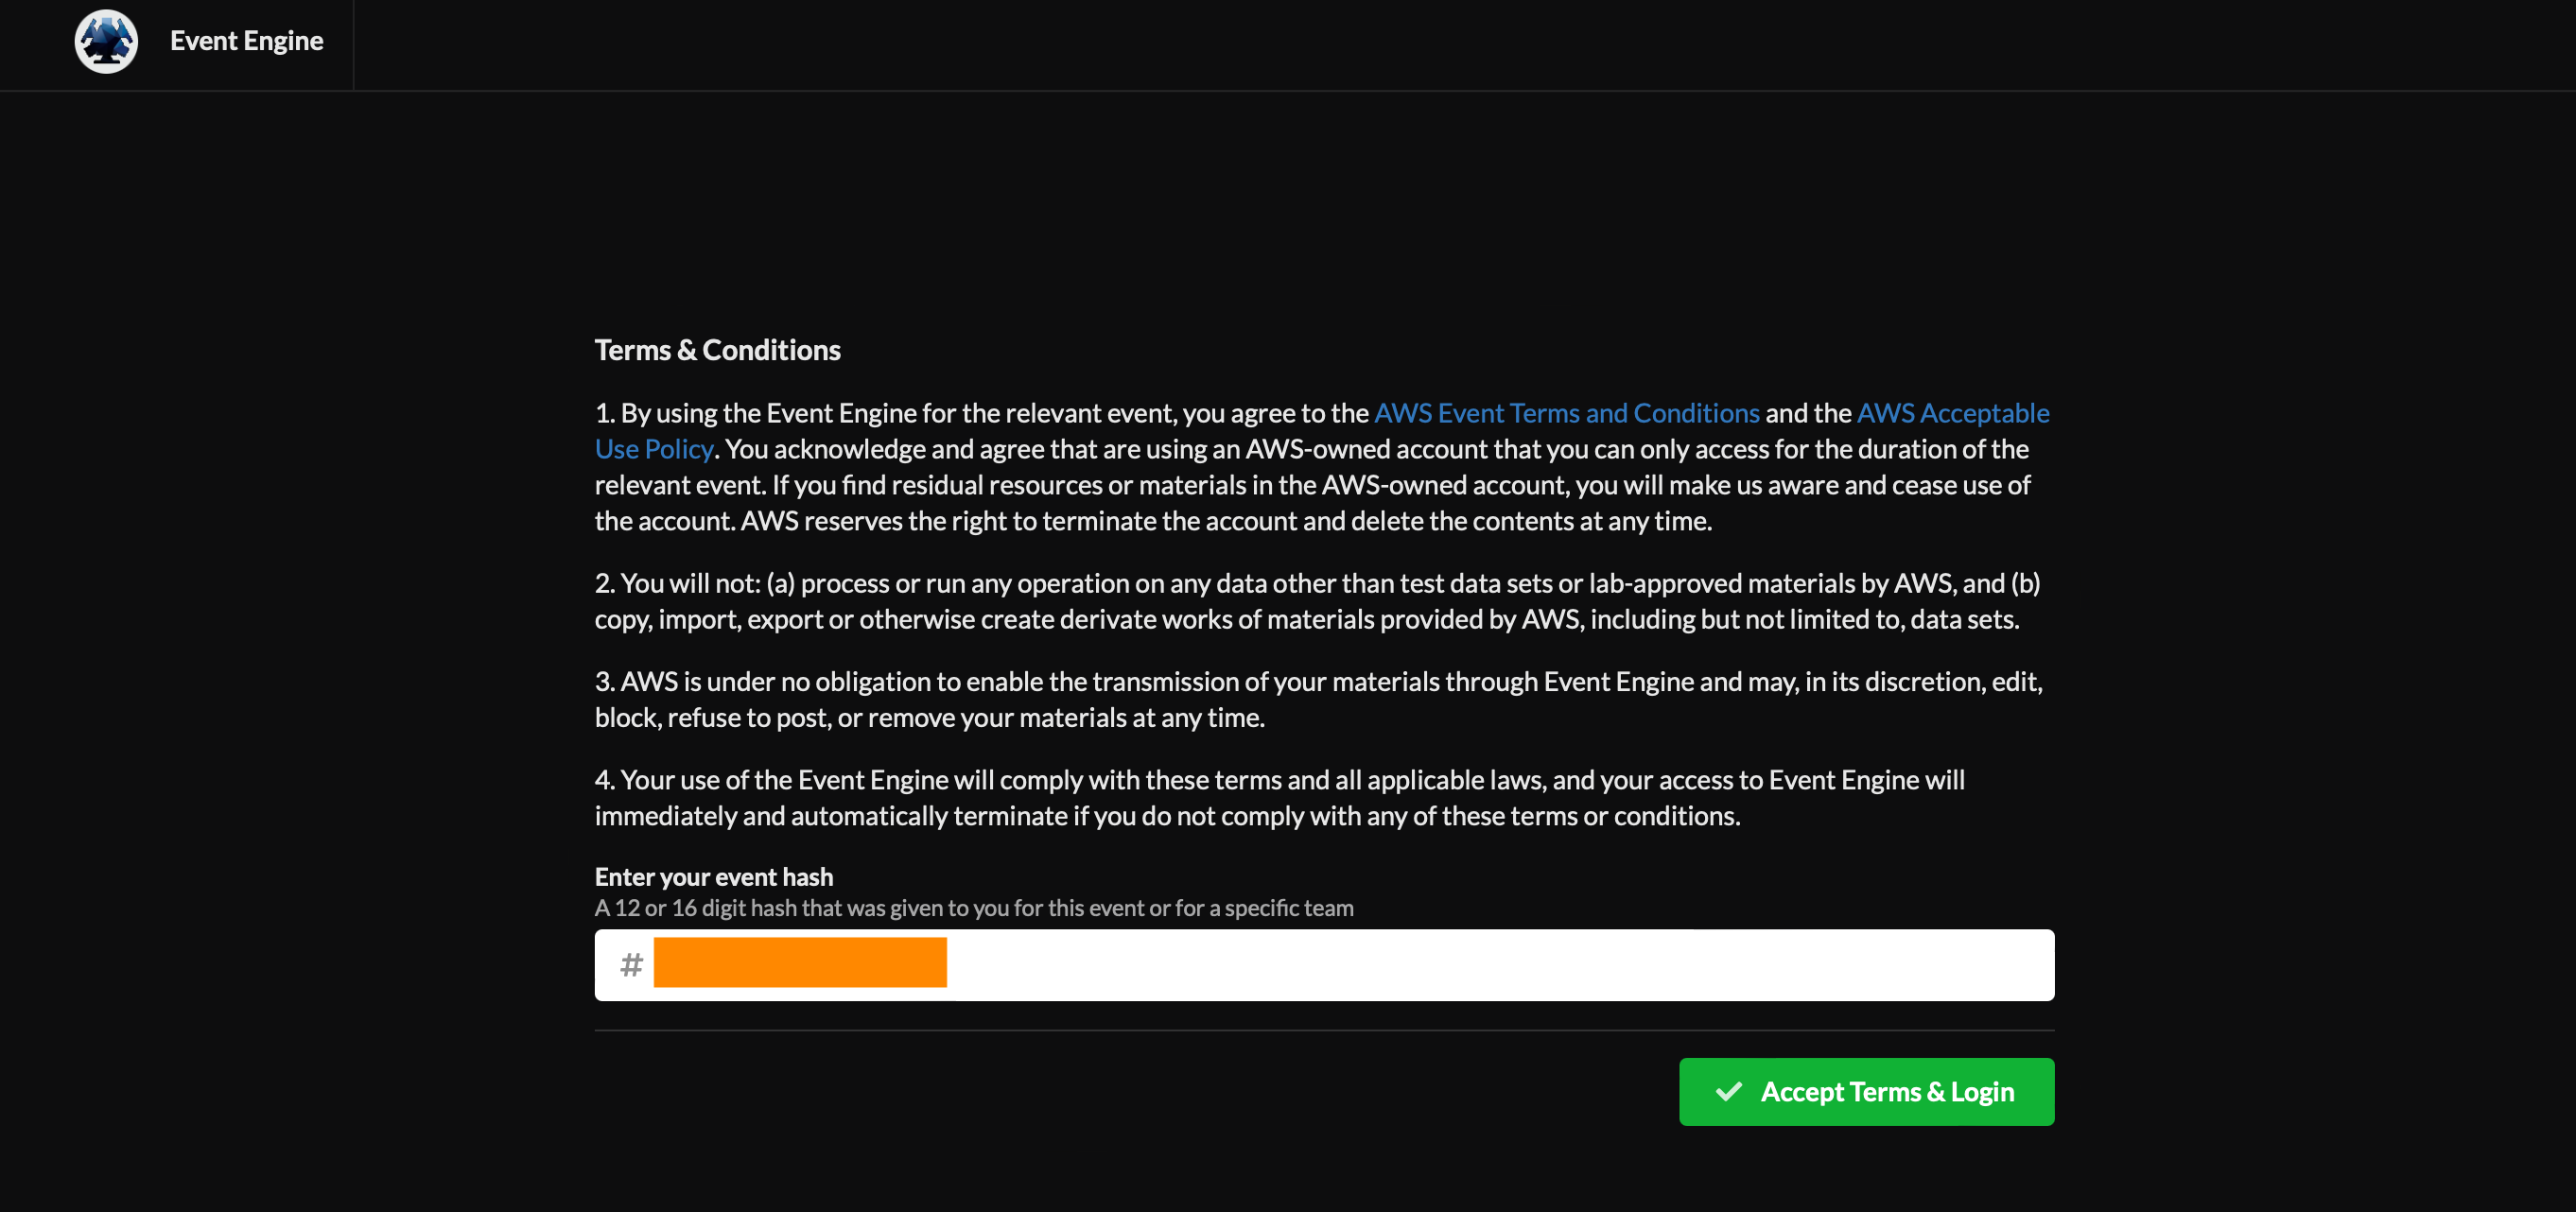 Event Engine
Terms & Conditions
1. By using the Event Engine for the relevant event, you agree to the AWS Event Terms and Conditions and the AWS Acceptable
Use Policy. You acknowledge and agree that are using an AWS-owned account that you can only access for the duration of the
relevant event. If you find residual resources or materials in the AWS-owned account, you will make us aware and cease use of
the account. AWS reserves the right to terminate the account and delete the contents at any time.
2. You will not: (a) process or run any operation on any data other than test data sets or lab-approved materials by AWS, and (b)
copy, import, export or otherwise create derivate works of materials provided by AWS, including but not limited to, data sets.
3. AWS is under no obligation to enable the transmission of your materials through Event Engine and may, in its discretion, edit,
block, refuse to post, or remove your materials at any time.
4. Your use of the Event Engine will comply with these terms and all applicable laws, and your access to Event Engine will
immediately and automatically terminate if you do not comply with any of these terms or conditions.
Enter your event hash
A 12 or 16 digit hash that was given to you for this event or for a specific team
#
Accept Terms & Login